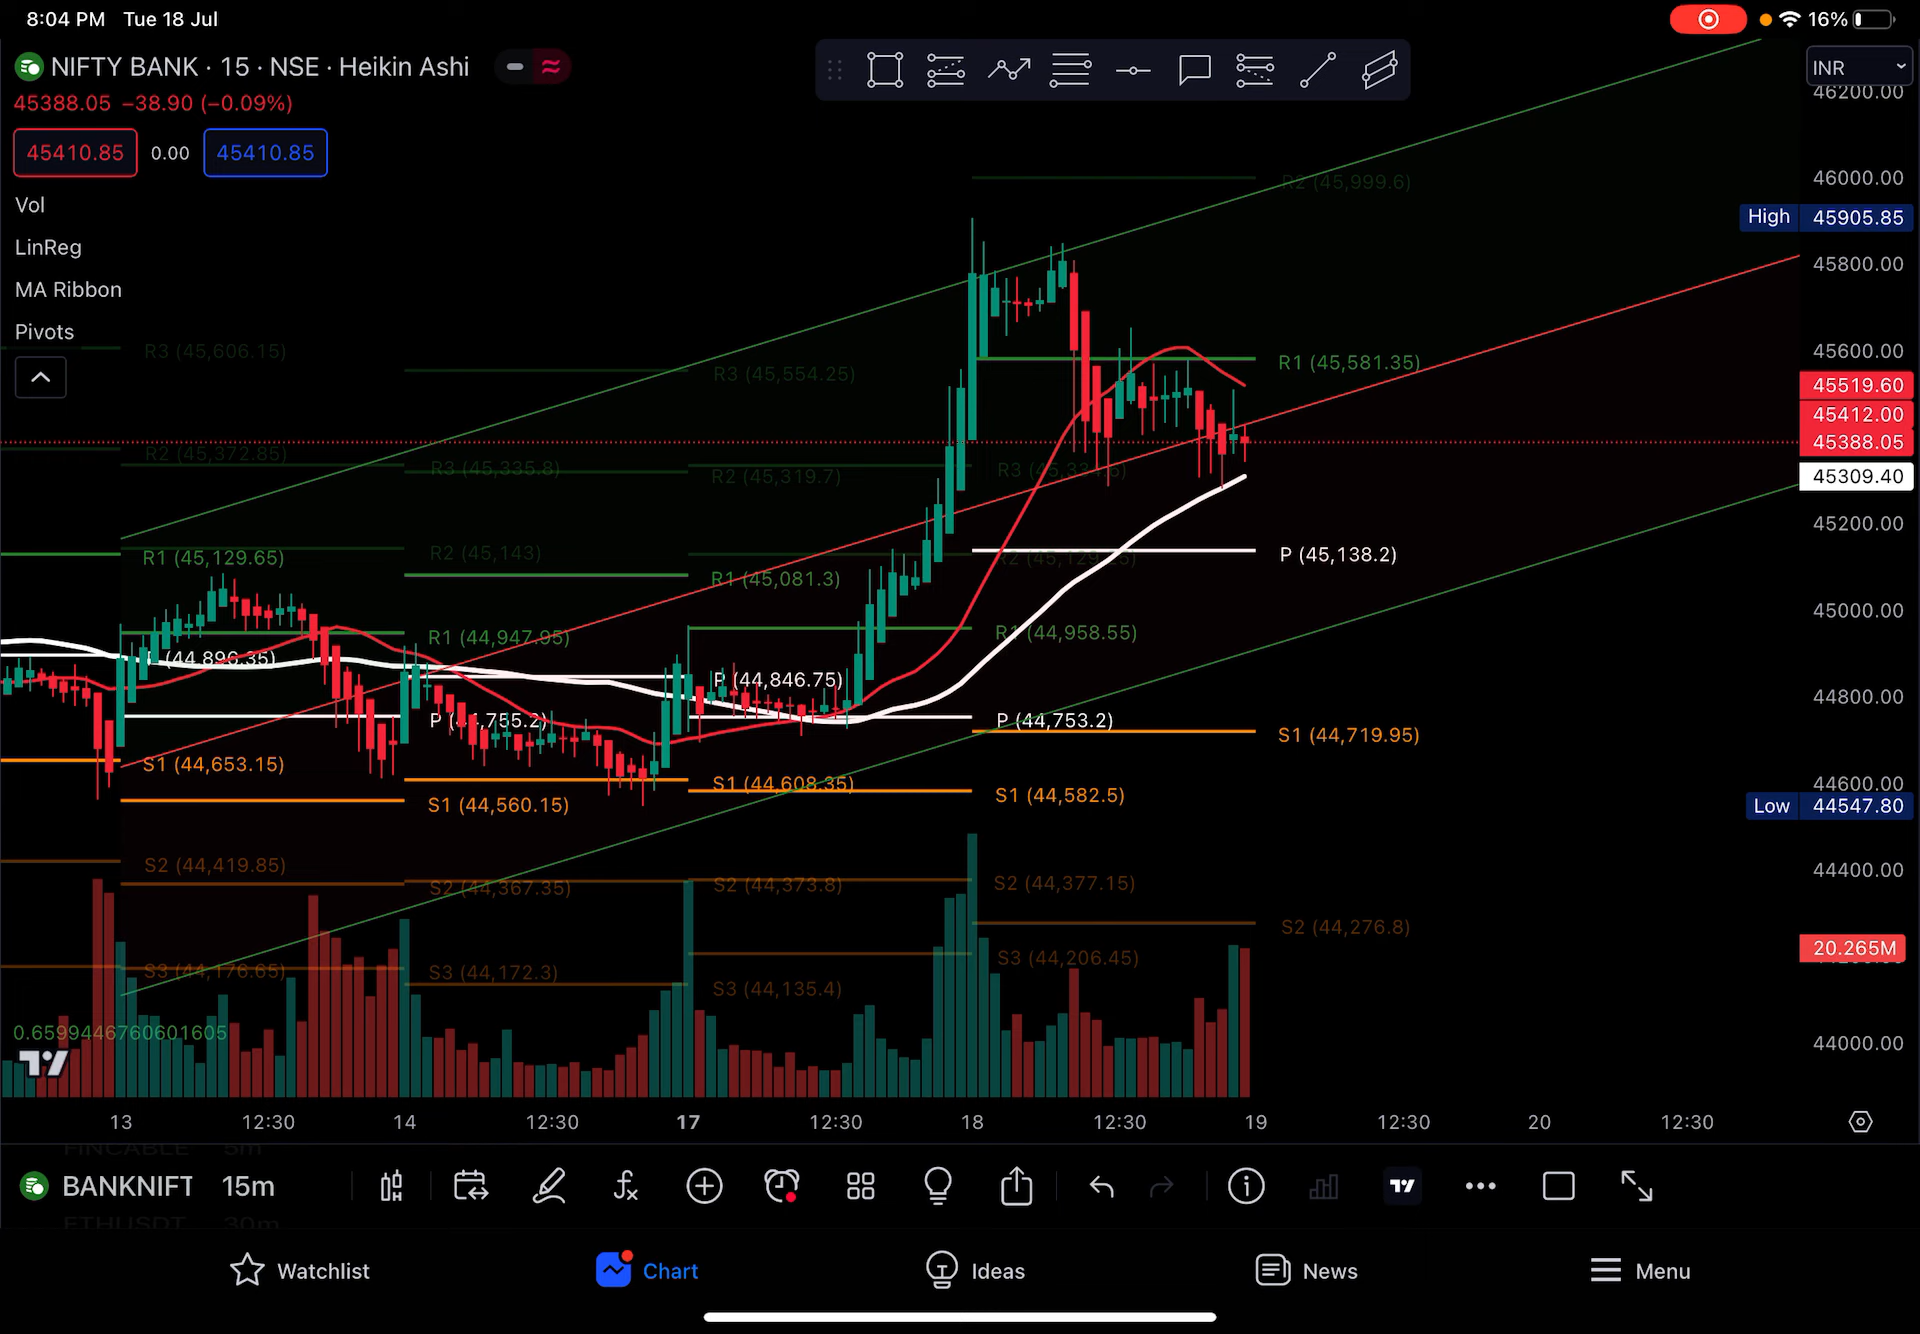 8:04 PM Tue 18 Jul
16%
NIFTY BANK · 15 · NSE · Heikin Ashi
INR
45388.05 −38.90 (−0.09%)
46200.00
45410.85 0.00 45410.85
46000.00
R2 (45,999.6)
Vol
High 45905.85
LinReg
45800.00
MA Ribbon
Pivots
R3 (45,606.15)
45600.00
R1 (45,581.35)
R3 (45,554.25)
45519.60
45412.00
45388.05
R2 (45,372.85)
R3 (45,335.8)
R2 (45,319.7)
45309.40
45200.00
R1 (45,129.65)
R2 (45,143)
P (45,138.2)
R1 (45,081.3)
45000.00
R1 (44,947.95)
R1 (44,958.55)
(44,896.35)
P (44,846.75)
44800.00
P (44,753.2)
S1 (44,719.95)
S1 (44,653.15)
S1 (44,608.35)
44600.00
S1 (44,560.15)
S1 (44,582.5)
Low 44547.80
S2 (44,419.85)
S2 (44,367.35)
S2 (44,373.8)
S2 (44,377.15)
44400.00
S2 (44,276.8)
20.265M
S3 (44,176.65)
S3 (44,172.3)
S3 (44,206.45)
S3 (44,135.4)
0.6599446760601605
44000.00
13 12:30 14 12:30 17 12:30 18 12:30 19 12:30 20 12:30
FINCABLE 5m
BANKNIFT 15m
ETHUSDT 30m
Watchlist Chart Ideas News Menu